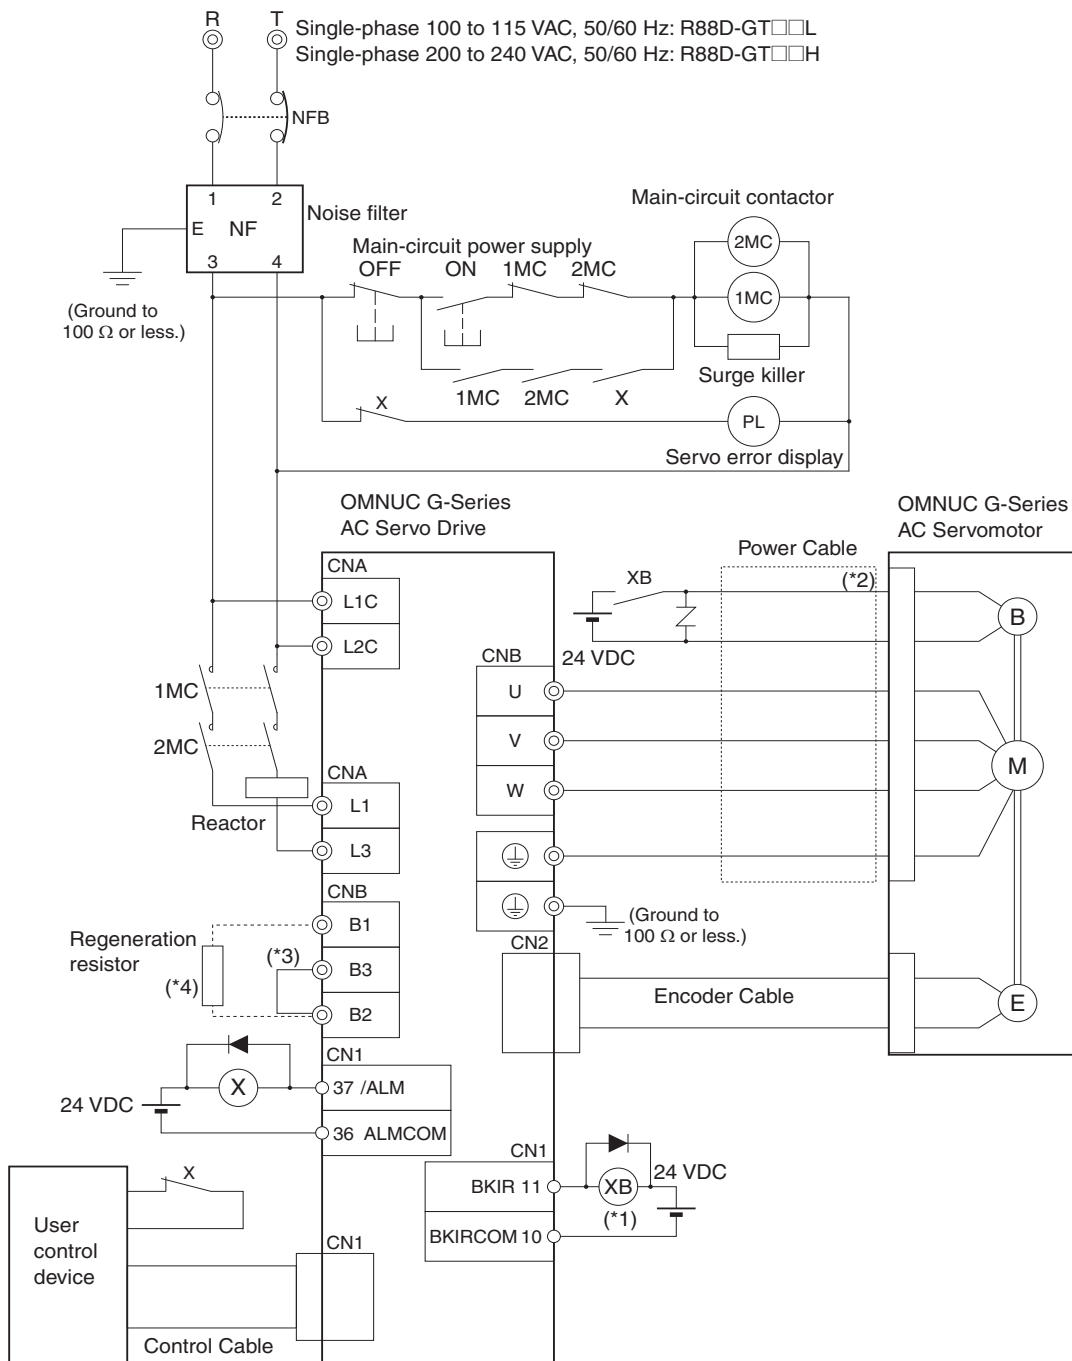 R T
Single-phase 100 to 115 VAC, 50/60 Hz: R88D-GT□□L
Single-phase 200 to 240 VAC, 50/60 Hz: R88D-GT□□H
NFB
1 2
E NF
3 4
Noise filter
(Ground to
100 Ω or less.)
Main-circuit power supply
OFF ON 1MC 2MC
Main-circuit contactor
2MC
1MC
Surge killer
1MC 2MC X
X
PL
Servo error display
OMNUC G-Series
AC Servo Drive
OMNUC G-Series
AC Servomotor
CNA
L1C
L2C
1MC
2MC
Reactor
CNA
L1
L3
CNB
B1
B3
B2
Regeneration
resistor
(*4)
(*3)
XB
24 VDC
Power Cable
(*2)
B
CNB
U
V
W
M
(Ground to
100 Ω or less.)
CN2
Encoder Cable
E
CN1
37 /ALM
36 ALMCOM
X
24 VDC
CN1
BKIR 11
BKIRCOM 10
XB
(*1)
24 VDC
X
User
control
device
CN1
Control Cable